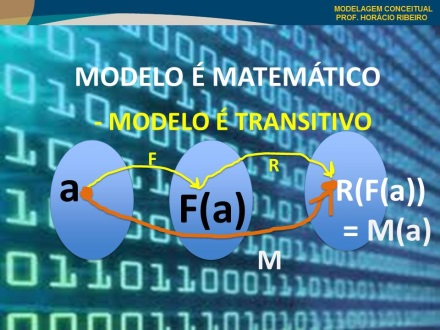 MODELAGEM CONCEITUAL
PROF. HORÁCIO RIBEIRO
MODELO É MATEMÁTICO
- MODELO É TRANSITIVO
F
R
a
F(a)
R(F(a))
= M(a)
M